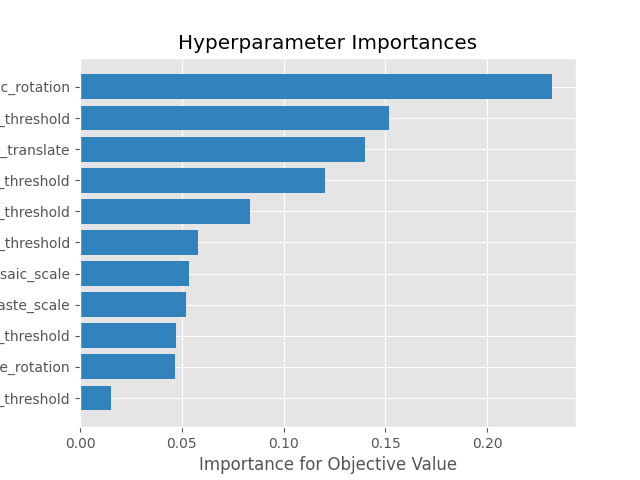 Hyperparameter Importances
c_rotation
_threshold
_translate
_threshold
_threshold
_threshold
saic_scale
aste_scale
_threshold
e_rotation
_threshold
0.00 0.05 0.10 0.15 0.20
Importance for Objective Value